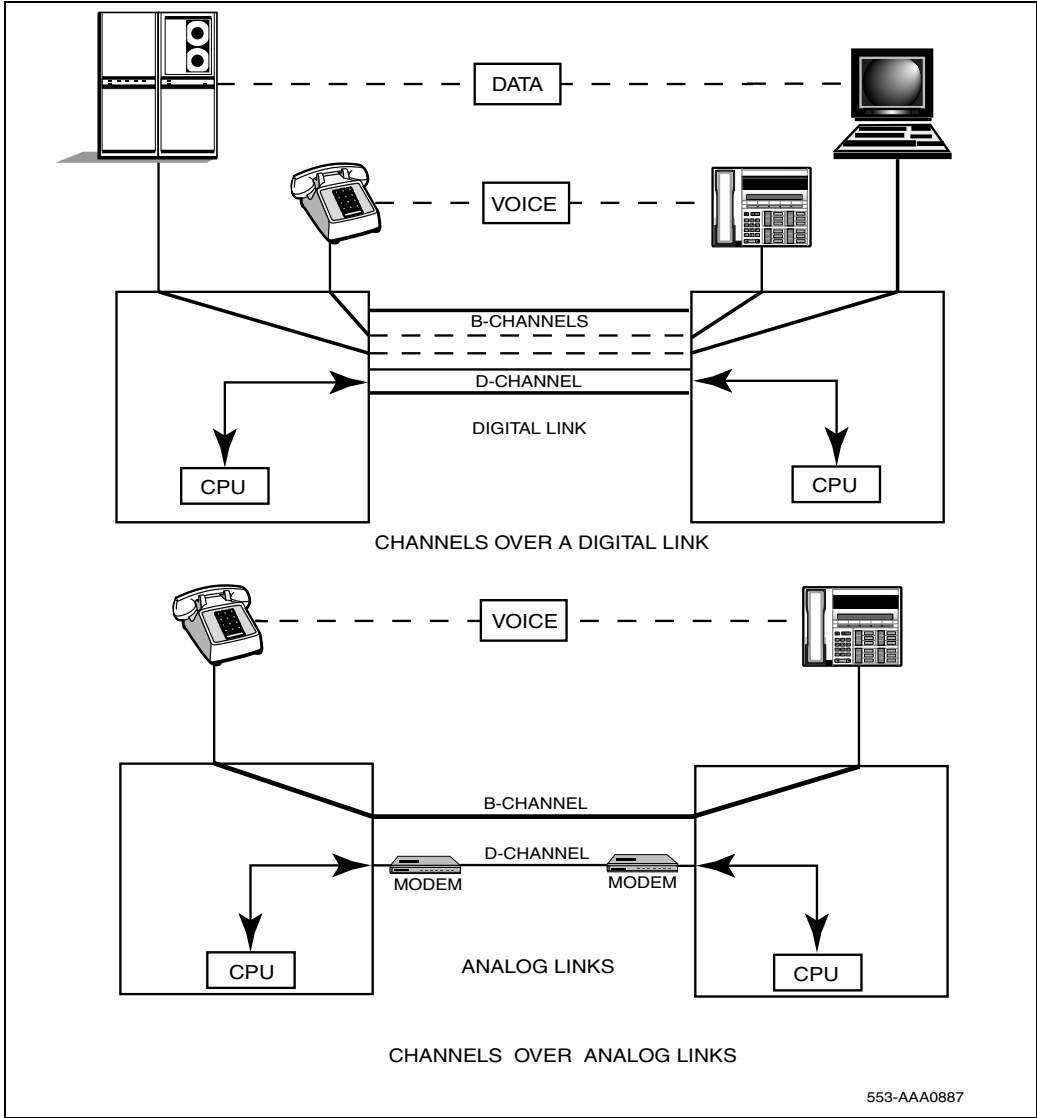 DATA
VOICE
B-CHANNELS
D-CHANNEL
DIGITAL LINK
CPU
CPU
CHANNELS OVER A DIGITAL LINK
VOICE
B-CHANNEL
D-CHANNEL
MODEM
MODEM
ANALOG LINKS
CPU
CPU
CHANNELS OVER ANALOG LINKS
553-AAA0887